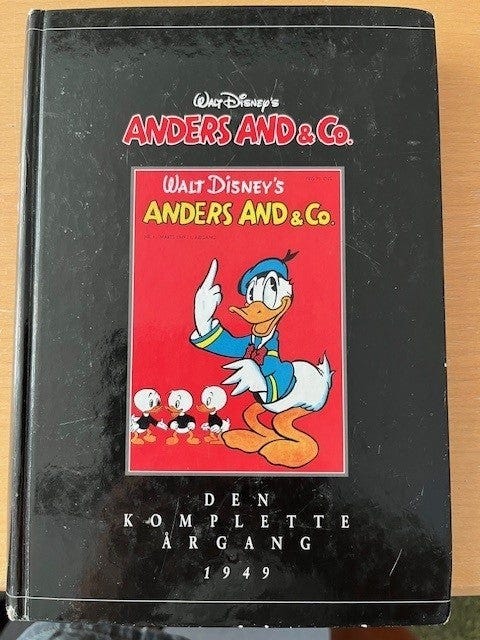 WALT DISNEY'S
ANDERS AND & Co.
WALT DISNEY'S
ANDERS AND & Co.
DEN
KOMPLETTE
ÅRGANG
1949